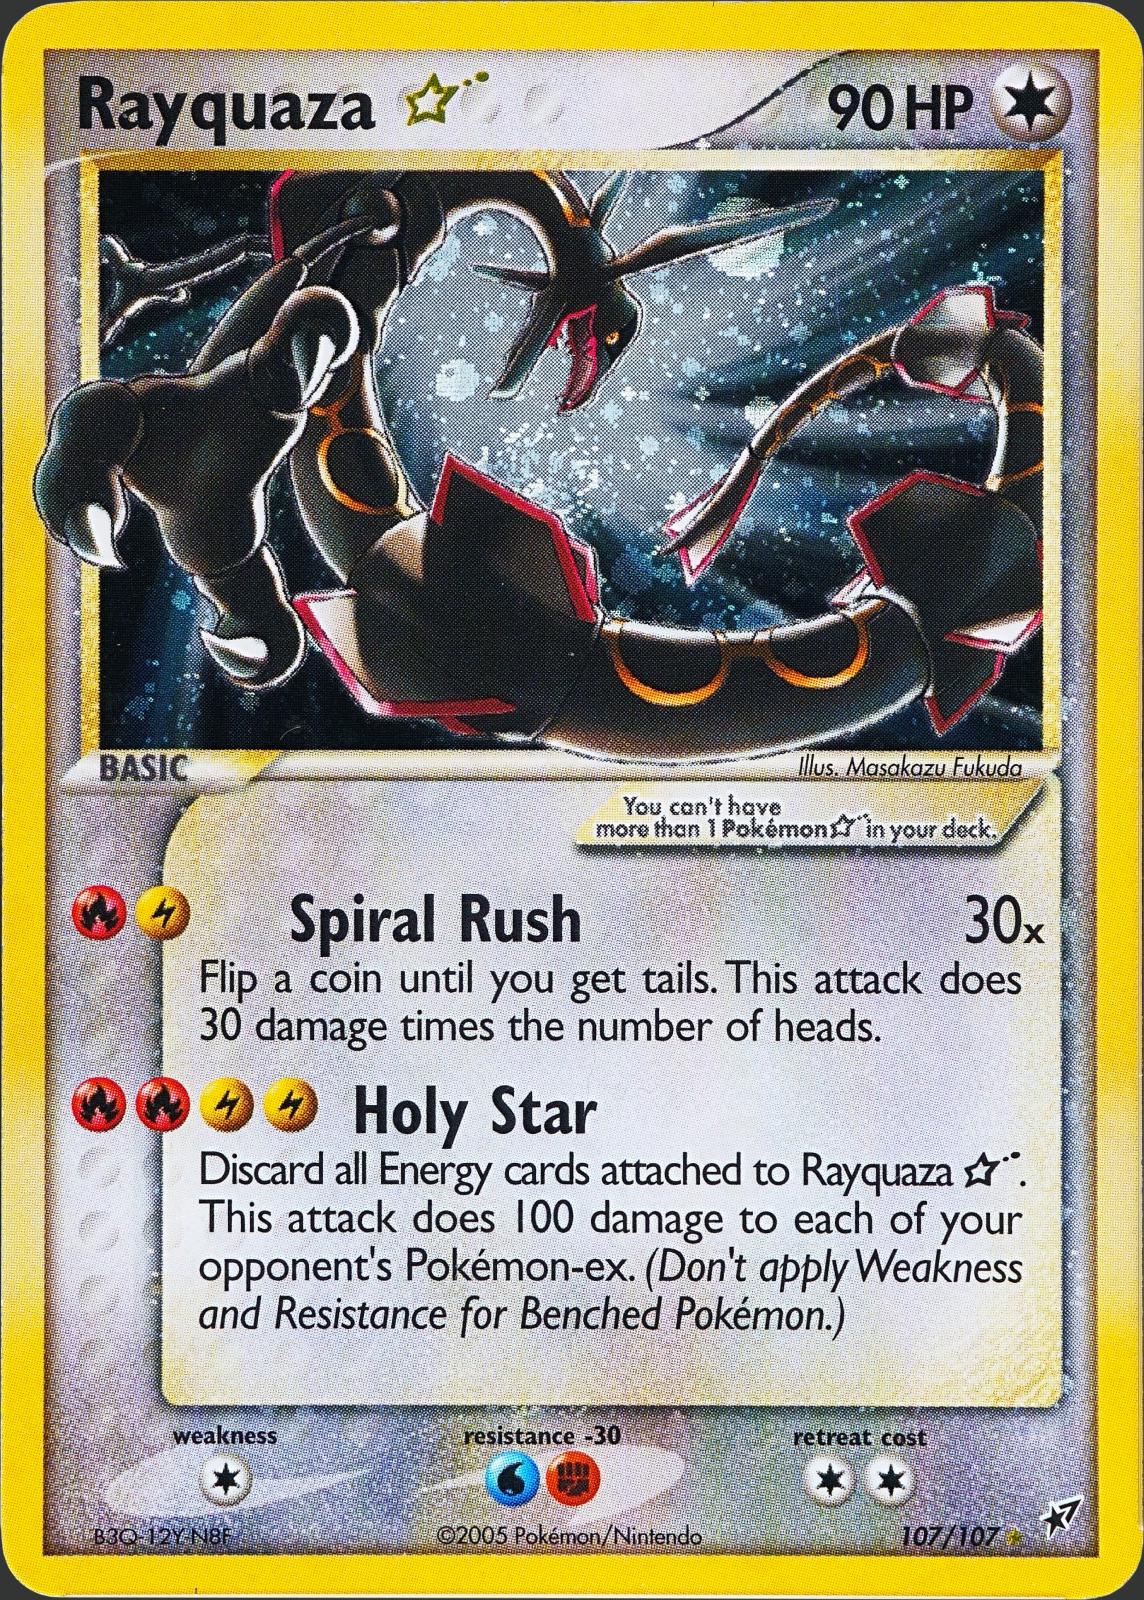 Rayquaza ☆ 90 HP
BASIC
Illus. Masakazu Fukuda
You can't have
more than 1 Pokémon☆ in your deck.
Spiral Rush 30x
Flip a coin until you get tails. This attack does
30 damage times the number of heads.
Holy Star
Discard all Energy cards attached to Rayquaza ☆.
This attack does 100 damage to each of your
opponent's Pokémon-ex. (Don't apply Weakness
and Resistance for Benched Pokémon.)
weakness resistance -30 retreat cost
B3Q-12Y-N8F ©2005 Pokémon/Nintendo 107/107 ★